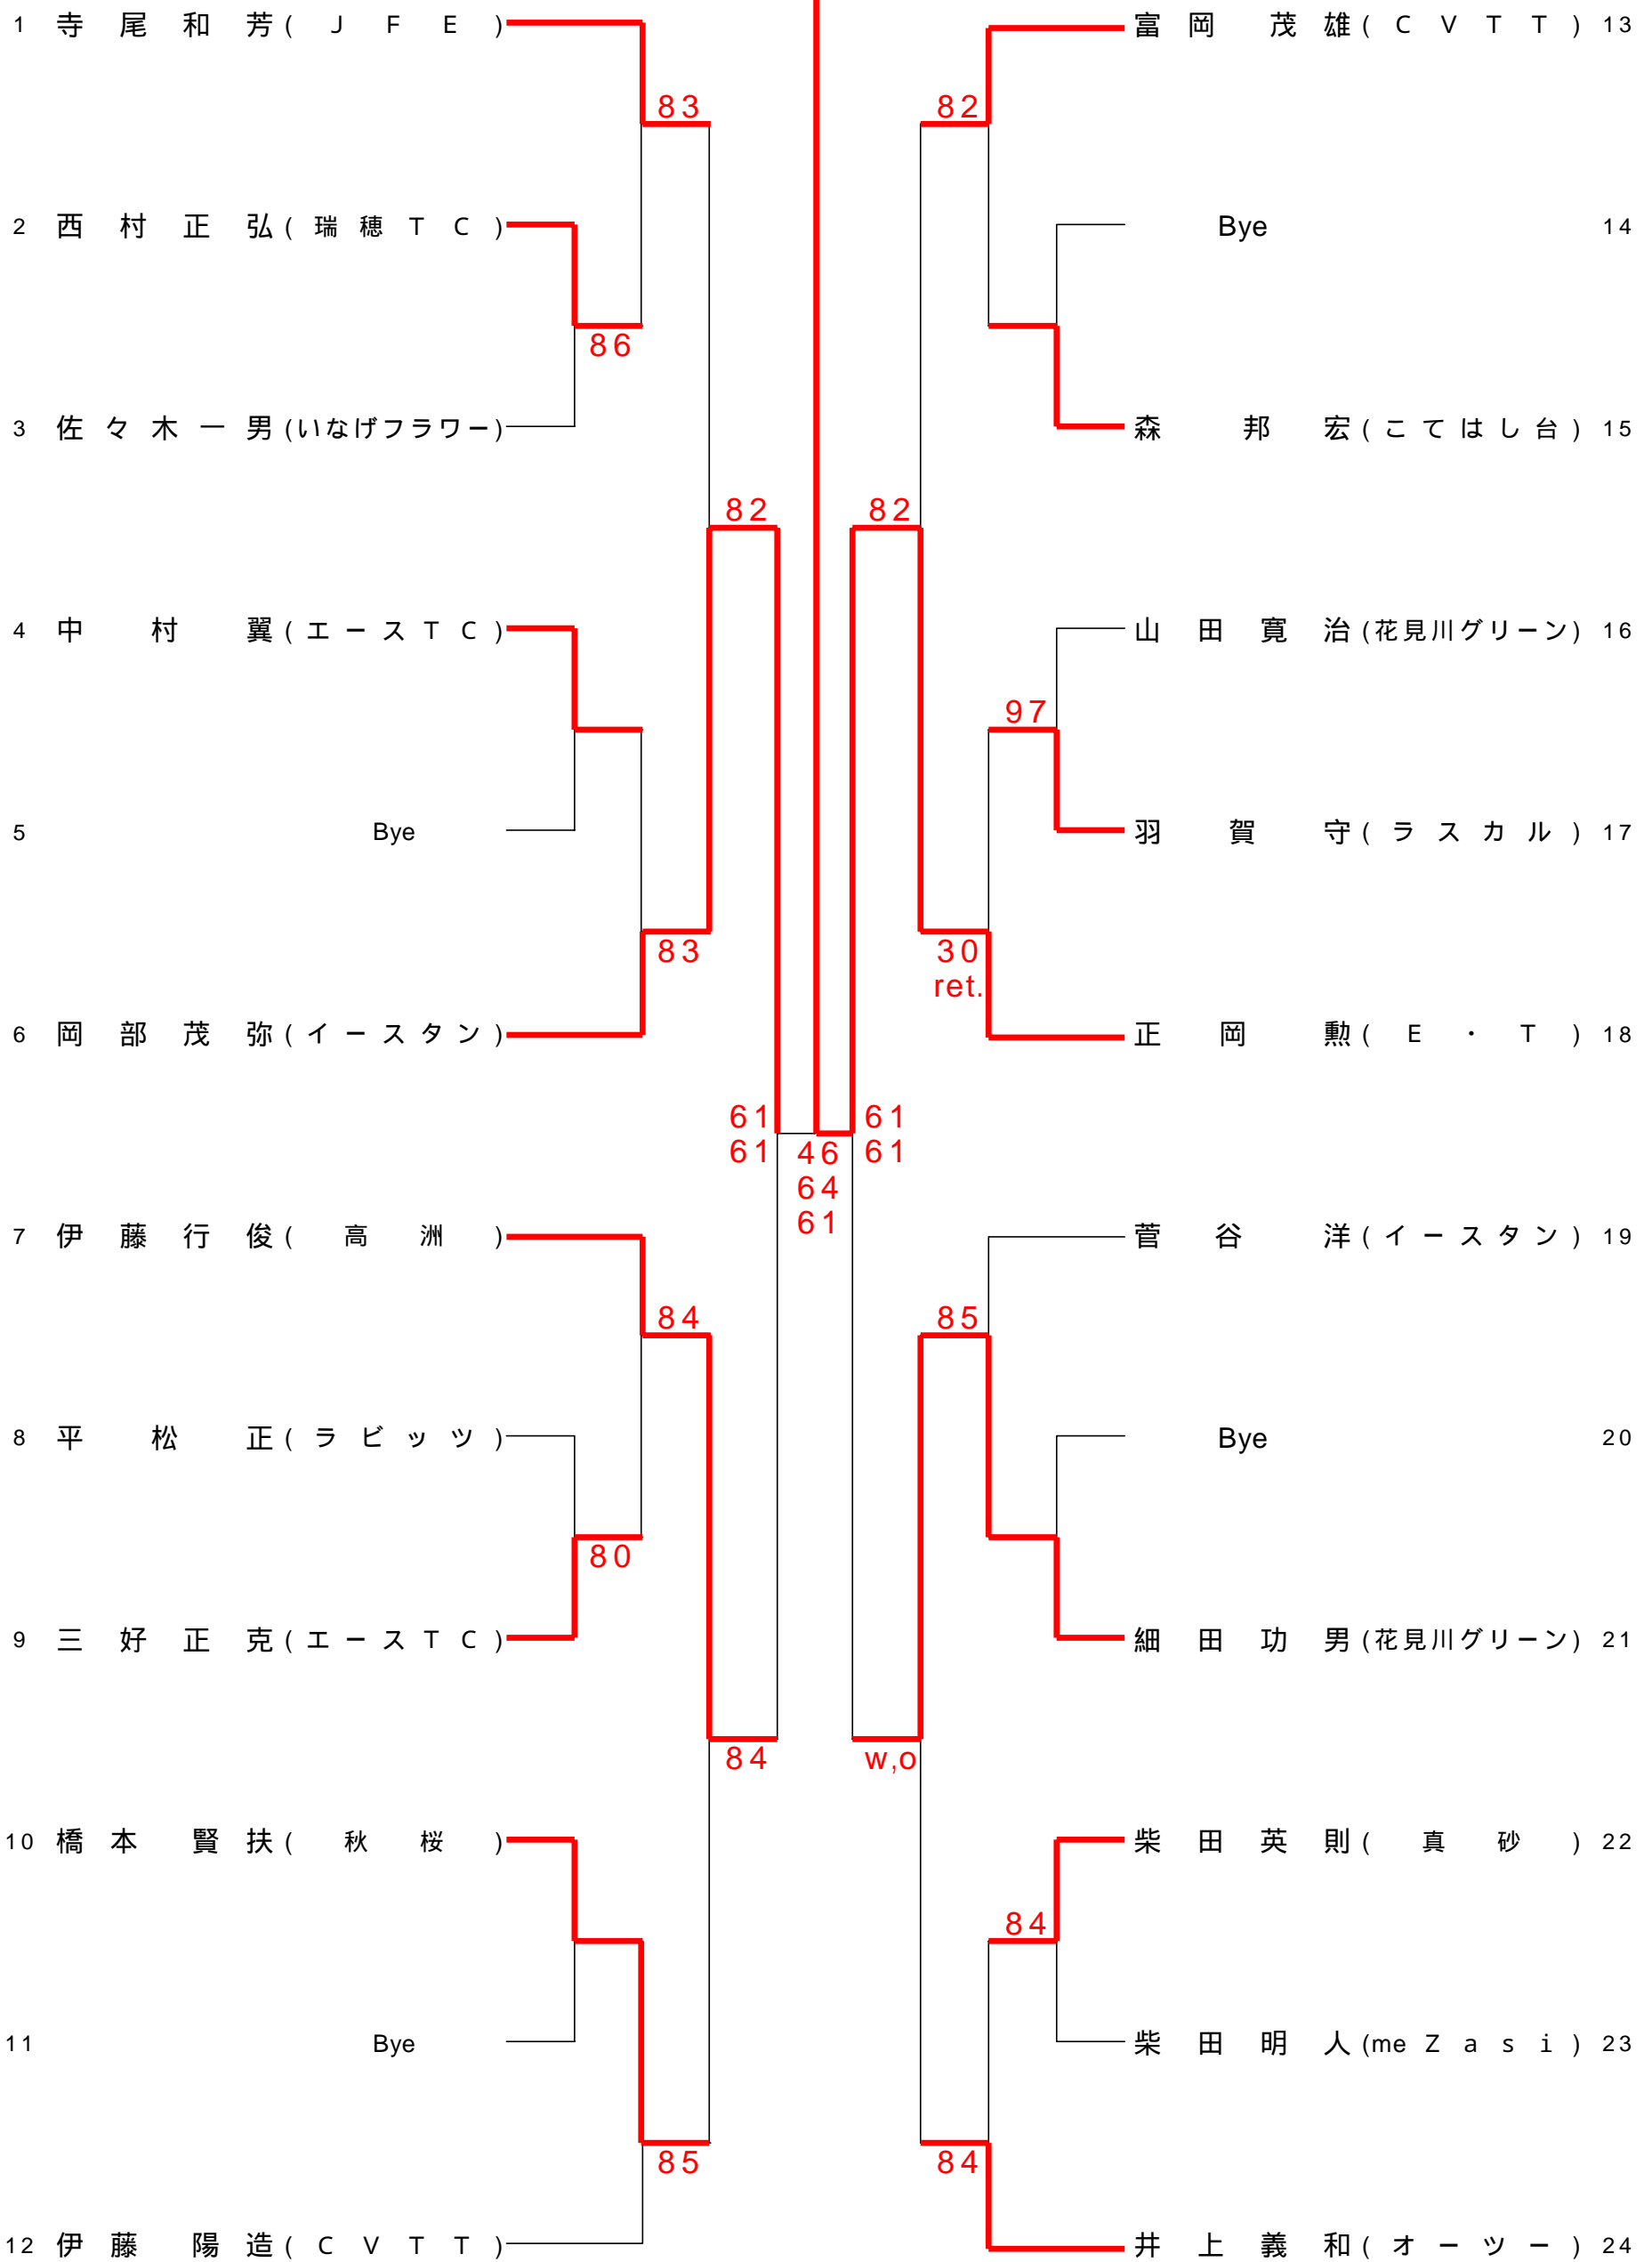 1 寺尾和芳(JFE)
富岡 茂雄(CVTT) 13
83
82
2 西村正弘(瑞穂TC)
Bye 14
86
3 佐々木一男(いなげフラワー)
森 邦宏(こてはし台) 15
82
82
4 中村翼(エースTC)
山田寛治(花見川グリーン) 16
97
5 Bye
羽賀守(ラスカル) 17
83
30
ret.
6 岡部茂弥(イースタン)
正岡勲(E・T) 18
61
61
61
61
46
64
61
7 伊藤行俊(高洲)
菅谷洋(イースタン) 19
84
85
8 平松正(ラビッツ)
Bye 20
80
9 三好正克(エースTC)
細田功男(花見川グリーン) 21
84
w,o
10 橋本 賢扶(秋桜)
柴田英則(真砂) 22
84
11 Bye
柴田明人(meZasi) 23
85
84
12 伊藤 陽造(CVTT)
井上義和(オーツー) 24